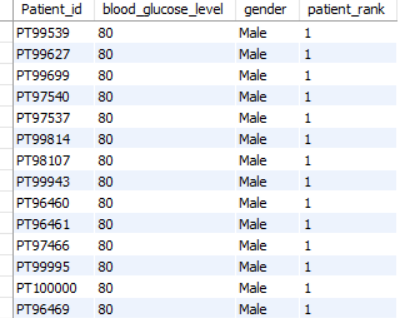 Patient_id blood_glucose_level gender patient_rank
PT99539 80 Male 1
PT99627 80 Male 1
PT99699 80 Male 1
PT97540 80 Male 1
PT97537 80 Male 1
PT99814 80 Male 1
PT98107 80 Male 1
PT99943 80 Male 1
PT96460 80 Male 1
PT96461 80 Male 1
PT97466 80 Male 1
PT99995 80 Male 1
PT100000 80 Male 1
PT96469 80 Male 1